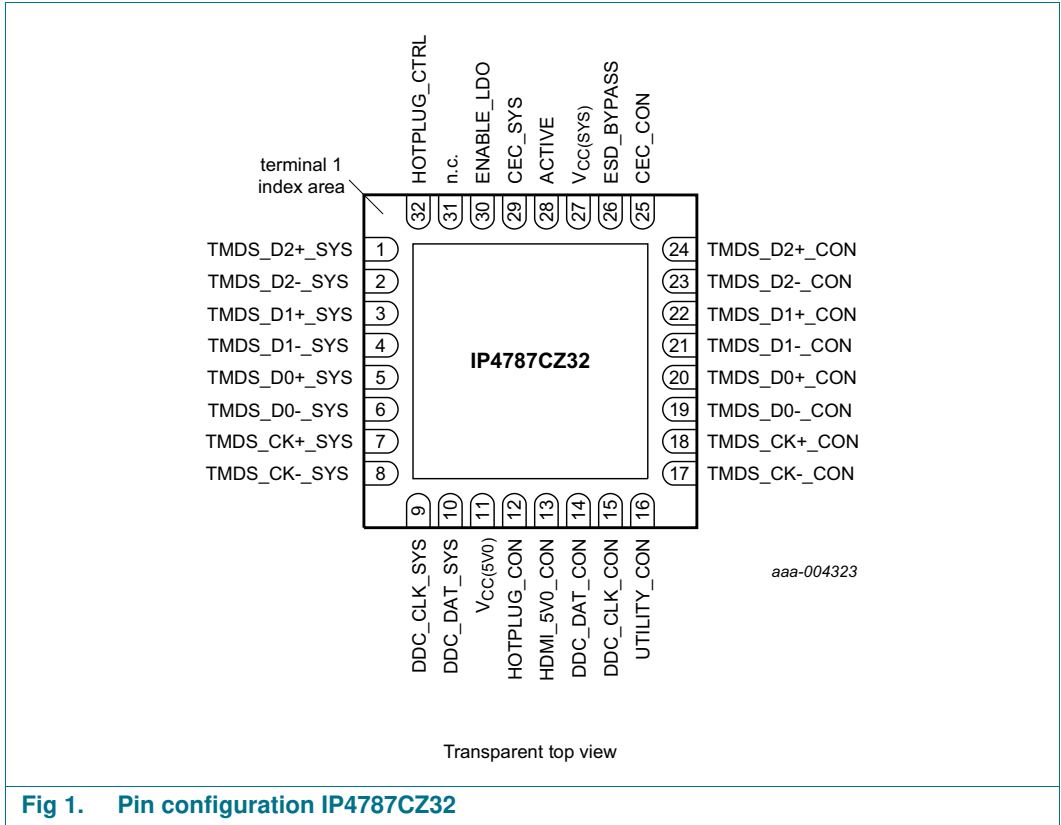 HOTPLUG_CTRL
n.c.
ENABLE_LDO
CEC_SYS
ACTIVE
VCC(SYS)
ESD_BYPASS
CEC_CON
terminal 1
index area
32
31
30
29
28
27
26
25
TMDS_D2+_SYS 1
TMDS_D2-_SYS 2
TMDS_D1+_SYS 3
TMDS_D1-_SYS 4
TMDS_D0+_SYS 5
TMDS_D0-_SYS 6
TMDS_CK+_SYS 7
TMDS_CK-_SYS 8
IP4787CZ32
24 TMDS_D2+_CON
23 TMDS_D2-_CON
22 TMDS_D1+_CON
21 TMDS_D1-_CON
20 TMDS_D0+_CON
19 TMDS_D0-_CON
18 TMDS_CK+_CON
17 TMDS_CK-_CON
9
10
11
12
13
14
15
16
DDC_CLK_SYS
DDC_DAT_SYS
VCC(5V0)
HOTPLUG_CON
HDMI_5V0_CON
DDC_DAT_CON
DDC_CLK_CON
UTILITY_CON
aaa-004323
Transparent top view
Fig 1. Pin configuration IP4787CZ32